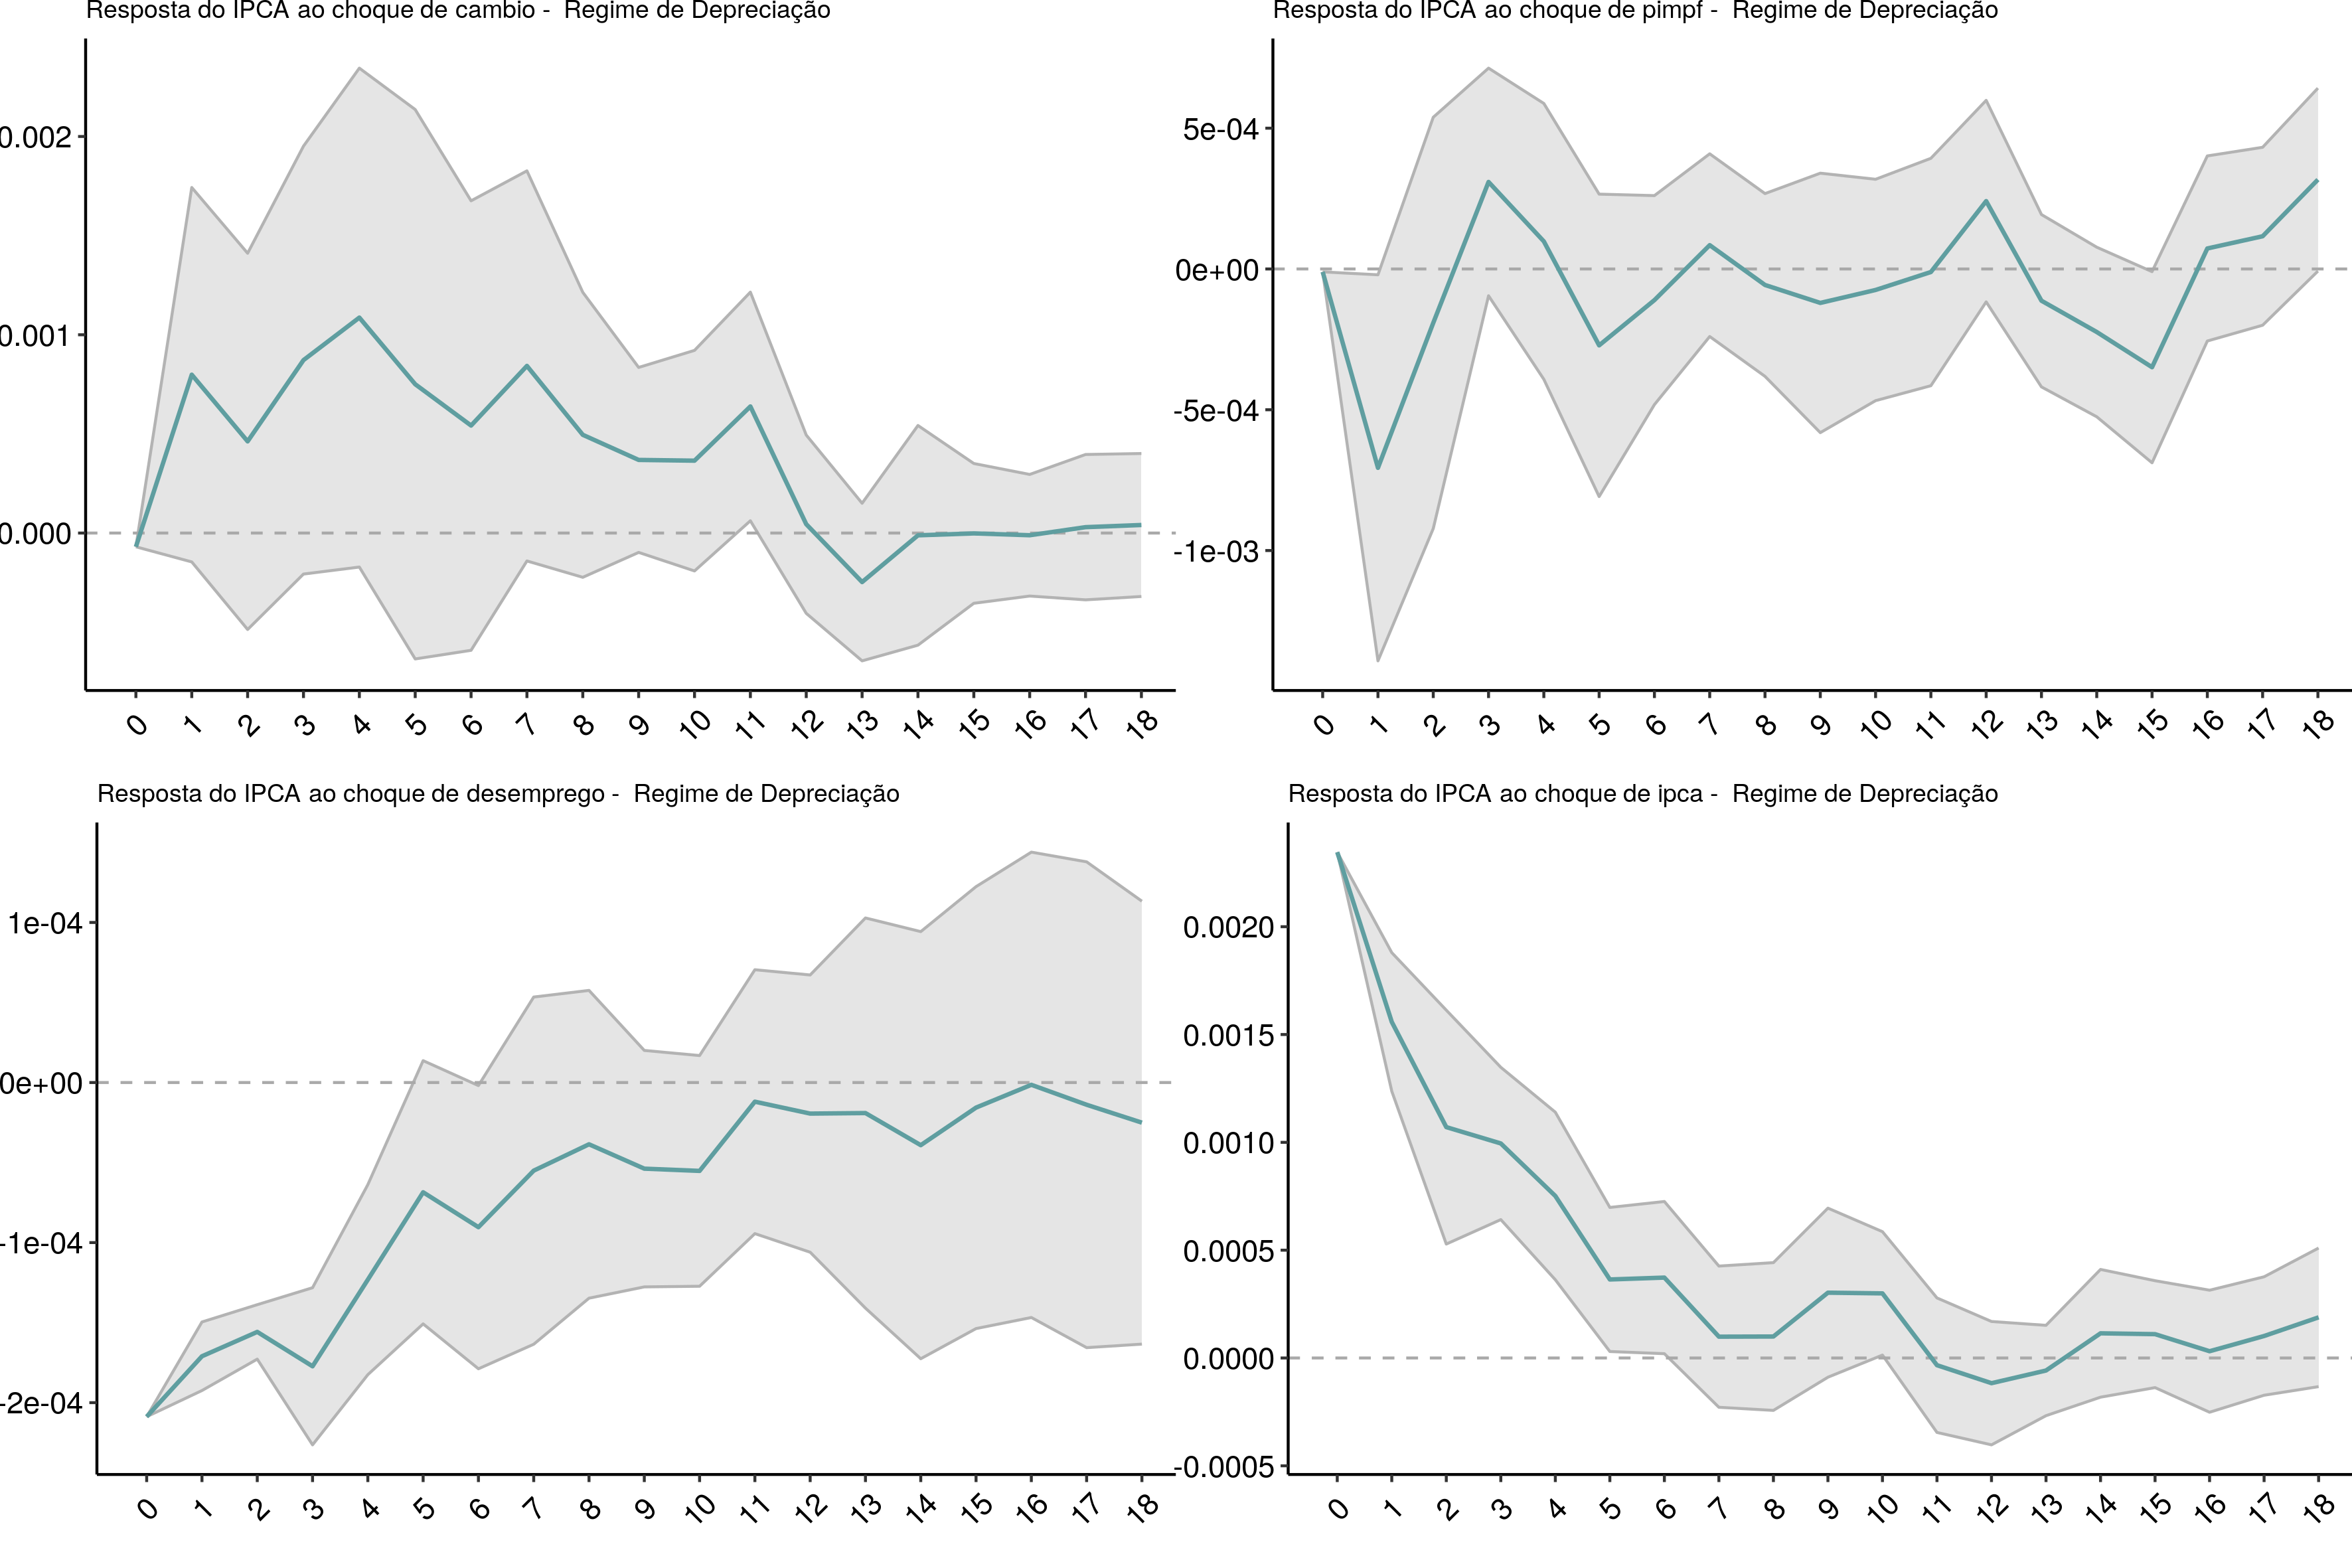 Resposta do IPCA ao choque de cambio -  Regime de Depreciação
0.002
0.001
0.000
0 1 2 3 4 5 6 7 8 9 10 11 12 13 14 15 16 17 18
Resposta do IPCA ao choque de pimpf -  Regime de Depreciação
5e-04
0e+00
-5e-04
-1e-03
0 1 2 3 4 5 6 7 8 9 10 11 12 13 14 15 16 17 18
Resposta do IPCA ao choque de desemprego -  Regime de Depreciação
1e-04
0e+00
-1e-04
-2e-04
0 1 2 3 4 5 6 7 8 9 10 11 12 13 14 15 16 17 18
Resposta do IPCA ao choque de ipca -  Regime de Depreciação
0.0020
0.0015
0.0010
0.0005
0.0000
-0.0005
0 1 2 3 4 5 6 7 8 9 10 11 12 13 14 15 16 17 18